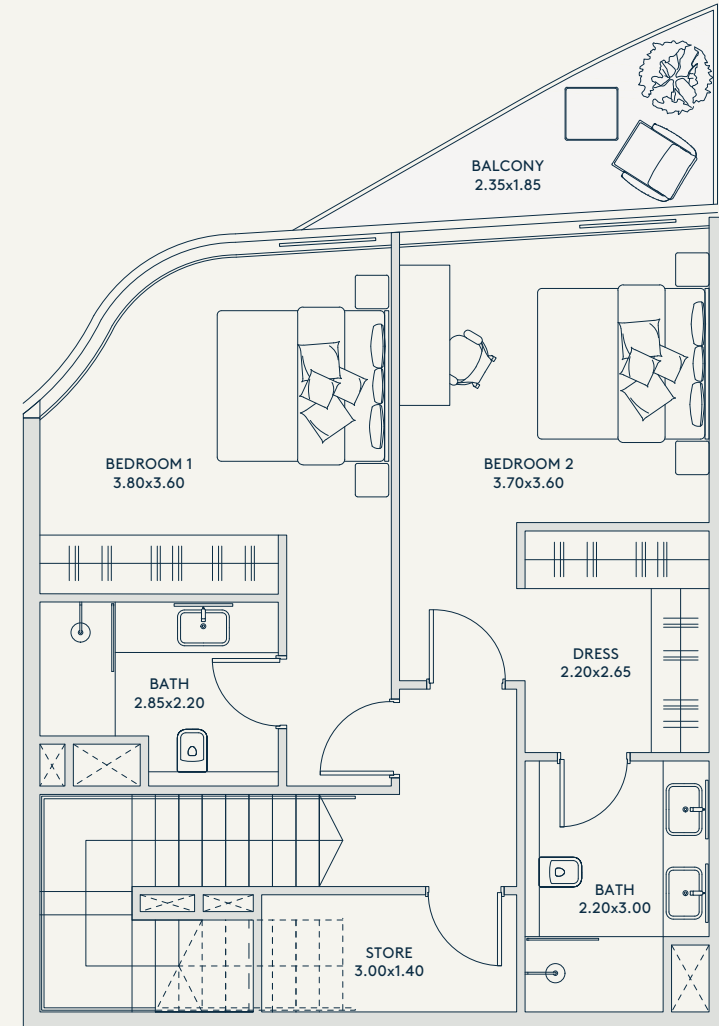 BALCONY
2.35x1.85
BEDROOM 1
3.80x3.60
BEDROOM 2
3.70x3.60
DRESS
2.20x2.65
BATH
2.85x2.20
BATH
2.20x3.00
STORE
3.00x1.40